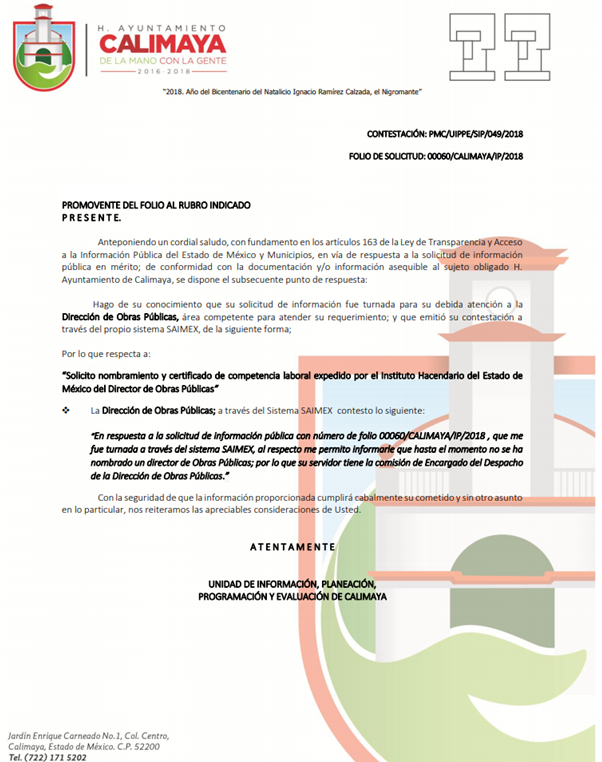 H. AYUNTAMIENTO
CALIMAYA
DE LA MANO CON LA GENTE
2016-2018
"2018. Año del Bicentenario del Natalicio Ignacio Ramírez Calzada, el Nigromante"
CONTESTACIÓN: PMC/UIPPE/SIP/049/2018
FOLIO DE SOLICITUD: 00060/CALIMAYA/IP/2018
PROMOVENTE DEL FOLIO AL RUBRO INDICADO
P R E S E N T E.
Anteponiendo un cordial saludo, con fundamento en los artículos 163 de la Ley de Transparencia y Acceso
a la Información Pública del Estado de México y Municipios, en vía de respuesta a la solicitud de información
pública en mérito; de conformidad con la documentación y/o información asequible al sujeto obligado H.
Ayuntamiento de Calimaya, se dispone el subsecuente punto de respuesta:
Hago de su conocimiento que su solicitud de información fue turnada para su debida atención a la
Dirección de Obras Públicas, área competente para atender su requerimiento; y que emitió su contestación a
través del propio sistema SAIMEX, de la siguiente forma;
Por lo que respecta a:
"Solicito nombramiento y certificado de competencia laboral expedido por el Instituto Hacendario del Estado de
México del Director de Obras Públicas"
❖ La Dirección de Obras Públicas; a través del Sistema SAIMEX contesto lo siguiente:
"En respuesta a la solicitud de información pública con número de folio 00060/CALIMAYA/IP/2018 , que me
fue turnada a través del sistema SAIMEX, al respecto me permito informarle que hasta el momento no se ha
nombrado un director de Obras Públicas; por lo que su servidor tiene la comisión de Encargado del Despacho
de la Dirección de Obras Públicas."
Con la seguridad de que la información proporcionada cumplirá cabalmente su cometido y sin otro asunto
en lo particular, nos reiteramos las apreciables consideraciones de Usted.
A T E N T A M E N T E
UNIDAD DE INFORMACIÓN, PLANEACIÓN,
PROGRAMACIÓN Y EVALUACIÓN DE CALIMAYA
Jardín Enrique Carneado No.1, Col. Centro,
Calimaya, Estado de México. C.P. 52200
Tel. (722) 171 5202